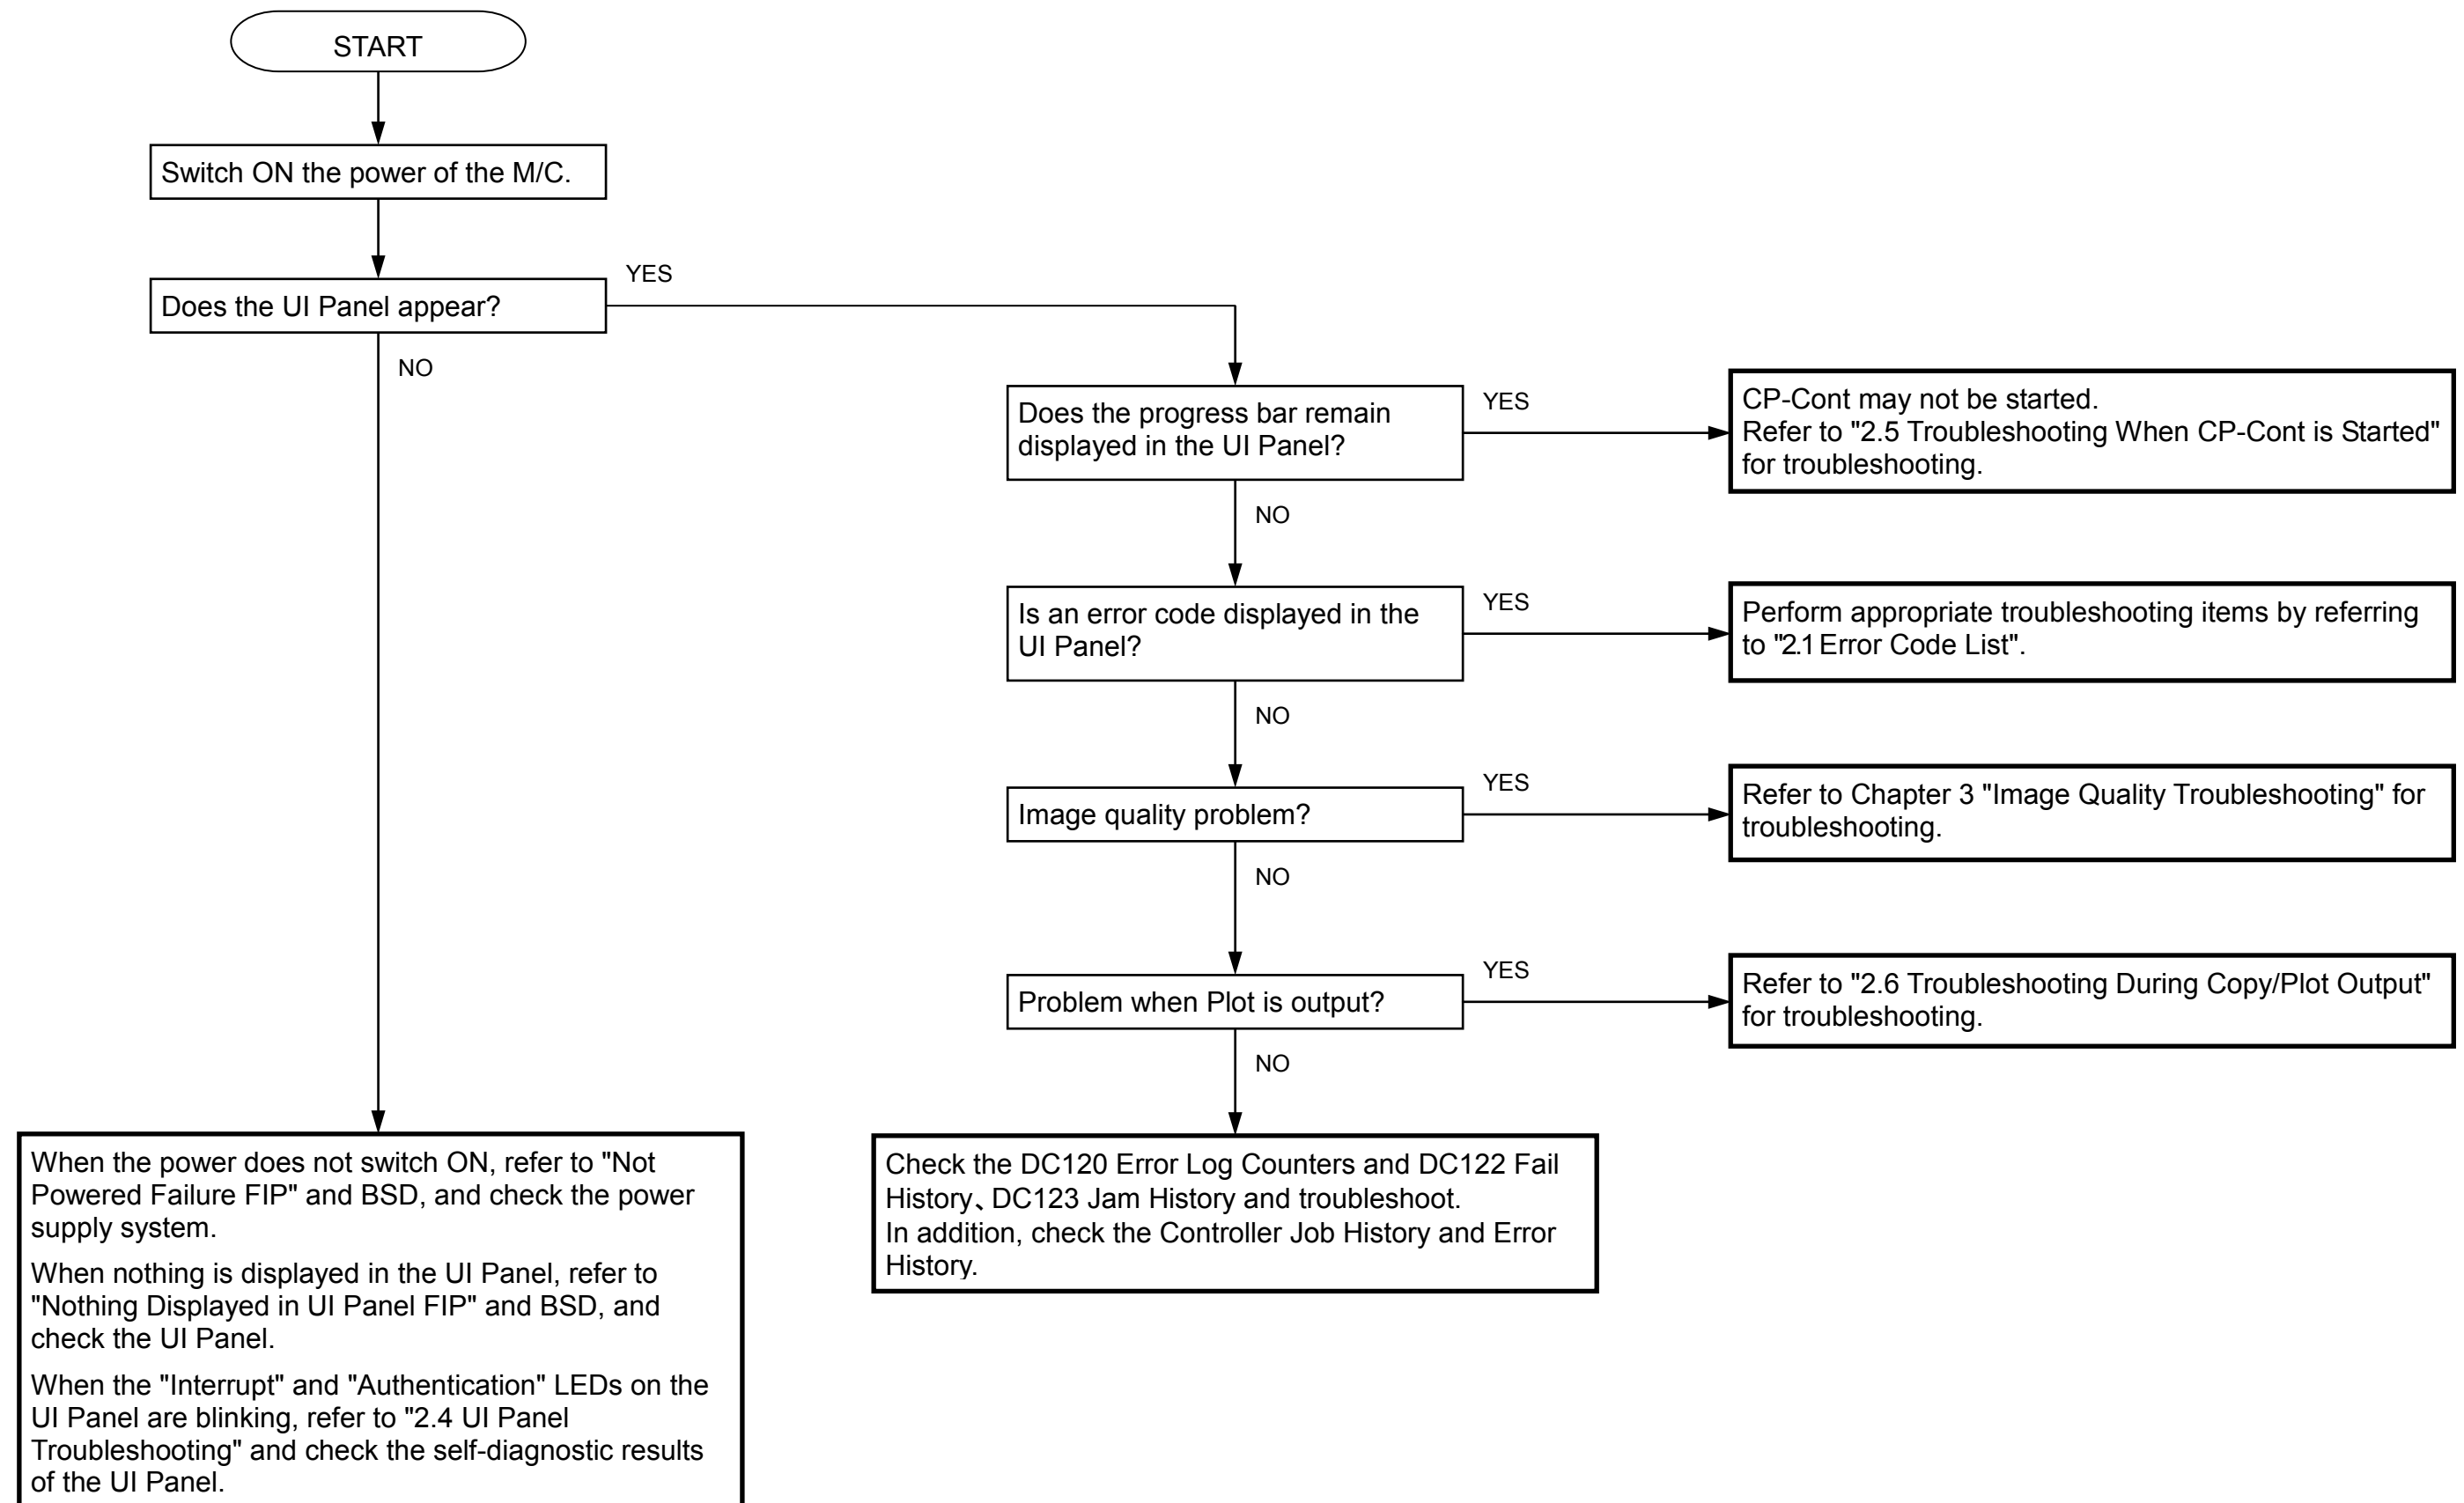 START
Switch ON the power of the M/C.
Does the UI Panel appear?
YES
NO
Does the progress bar remain
displayed in the UI Panel?
YES
CP-Cont may not be started.
Refer to "2.5 Troubleshooting When CP-Cont is Started"
for troubleshooting.
NO
Is an error code displayed in the
UI Panel?
YES
Perform appropriate troubleshooting items by referring
to "2.1 Error Code List".
NO
Image quality problem?
YES
Refer to Chapter 3 "Image Quality Troubleshooting" for
troubleshooting.
NO
Problem when Plot is output?
YES
Refer to "2.6 Troubleshooting During Copy/Plot Output"
for troubleshooting.
NO
When the power does not switch ON, refer to "Not
Powered Failure FIP" and BSD, and check the power
supply system.
When nothing is displayed in the UI Panel, refer to
"Nothing Displayed in UI Panel FIP" and BSD, and
check the UI Panel.
When the "Interrupt" and "Authentication" LEDs on the
UI Panel are blinking, refer to "2.4 UI Panel
Troubleshooting" and check the self-diagnostic results
of the UI Panel.
Check the DC120 Error Log Counters and DC122 Fail
History、DC123 Jam History and troubleshoot.
In addition, check the Controller Job History and Error
History.